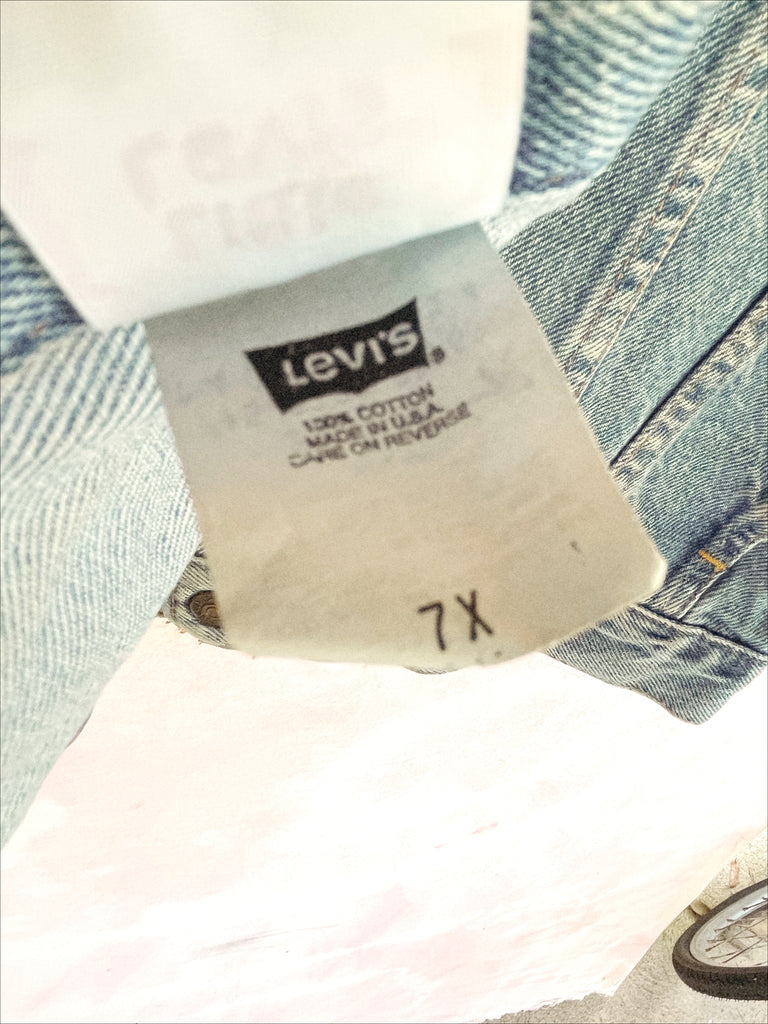 Levi's®
100% COTTON
MADE IN U.S.A.
CARE ON REVERSE
7X